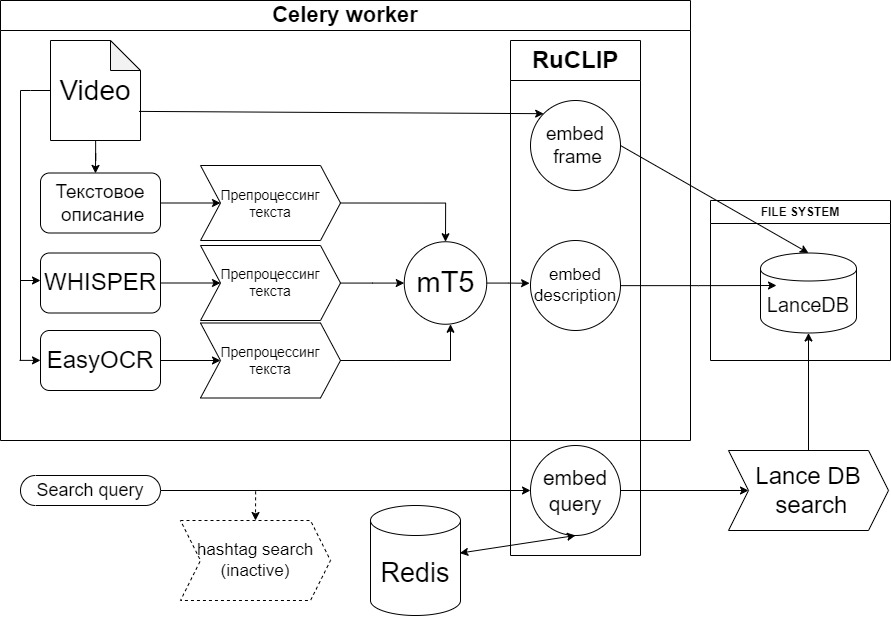 Celery worker
Video
RuCLIP
embed
frame
Текстовое
описание
Препроцессинг
текста
FILE SYSTEM
WHISPER
Препроцессинг
текста
mT5
embed
description
LanceDB
EasyOCR
Препроцессинг
текста
Search query
embed
query
Lance DB
search
hashtag search
(inactive)
Redis